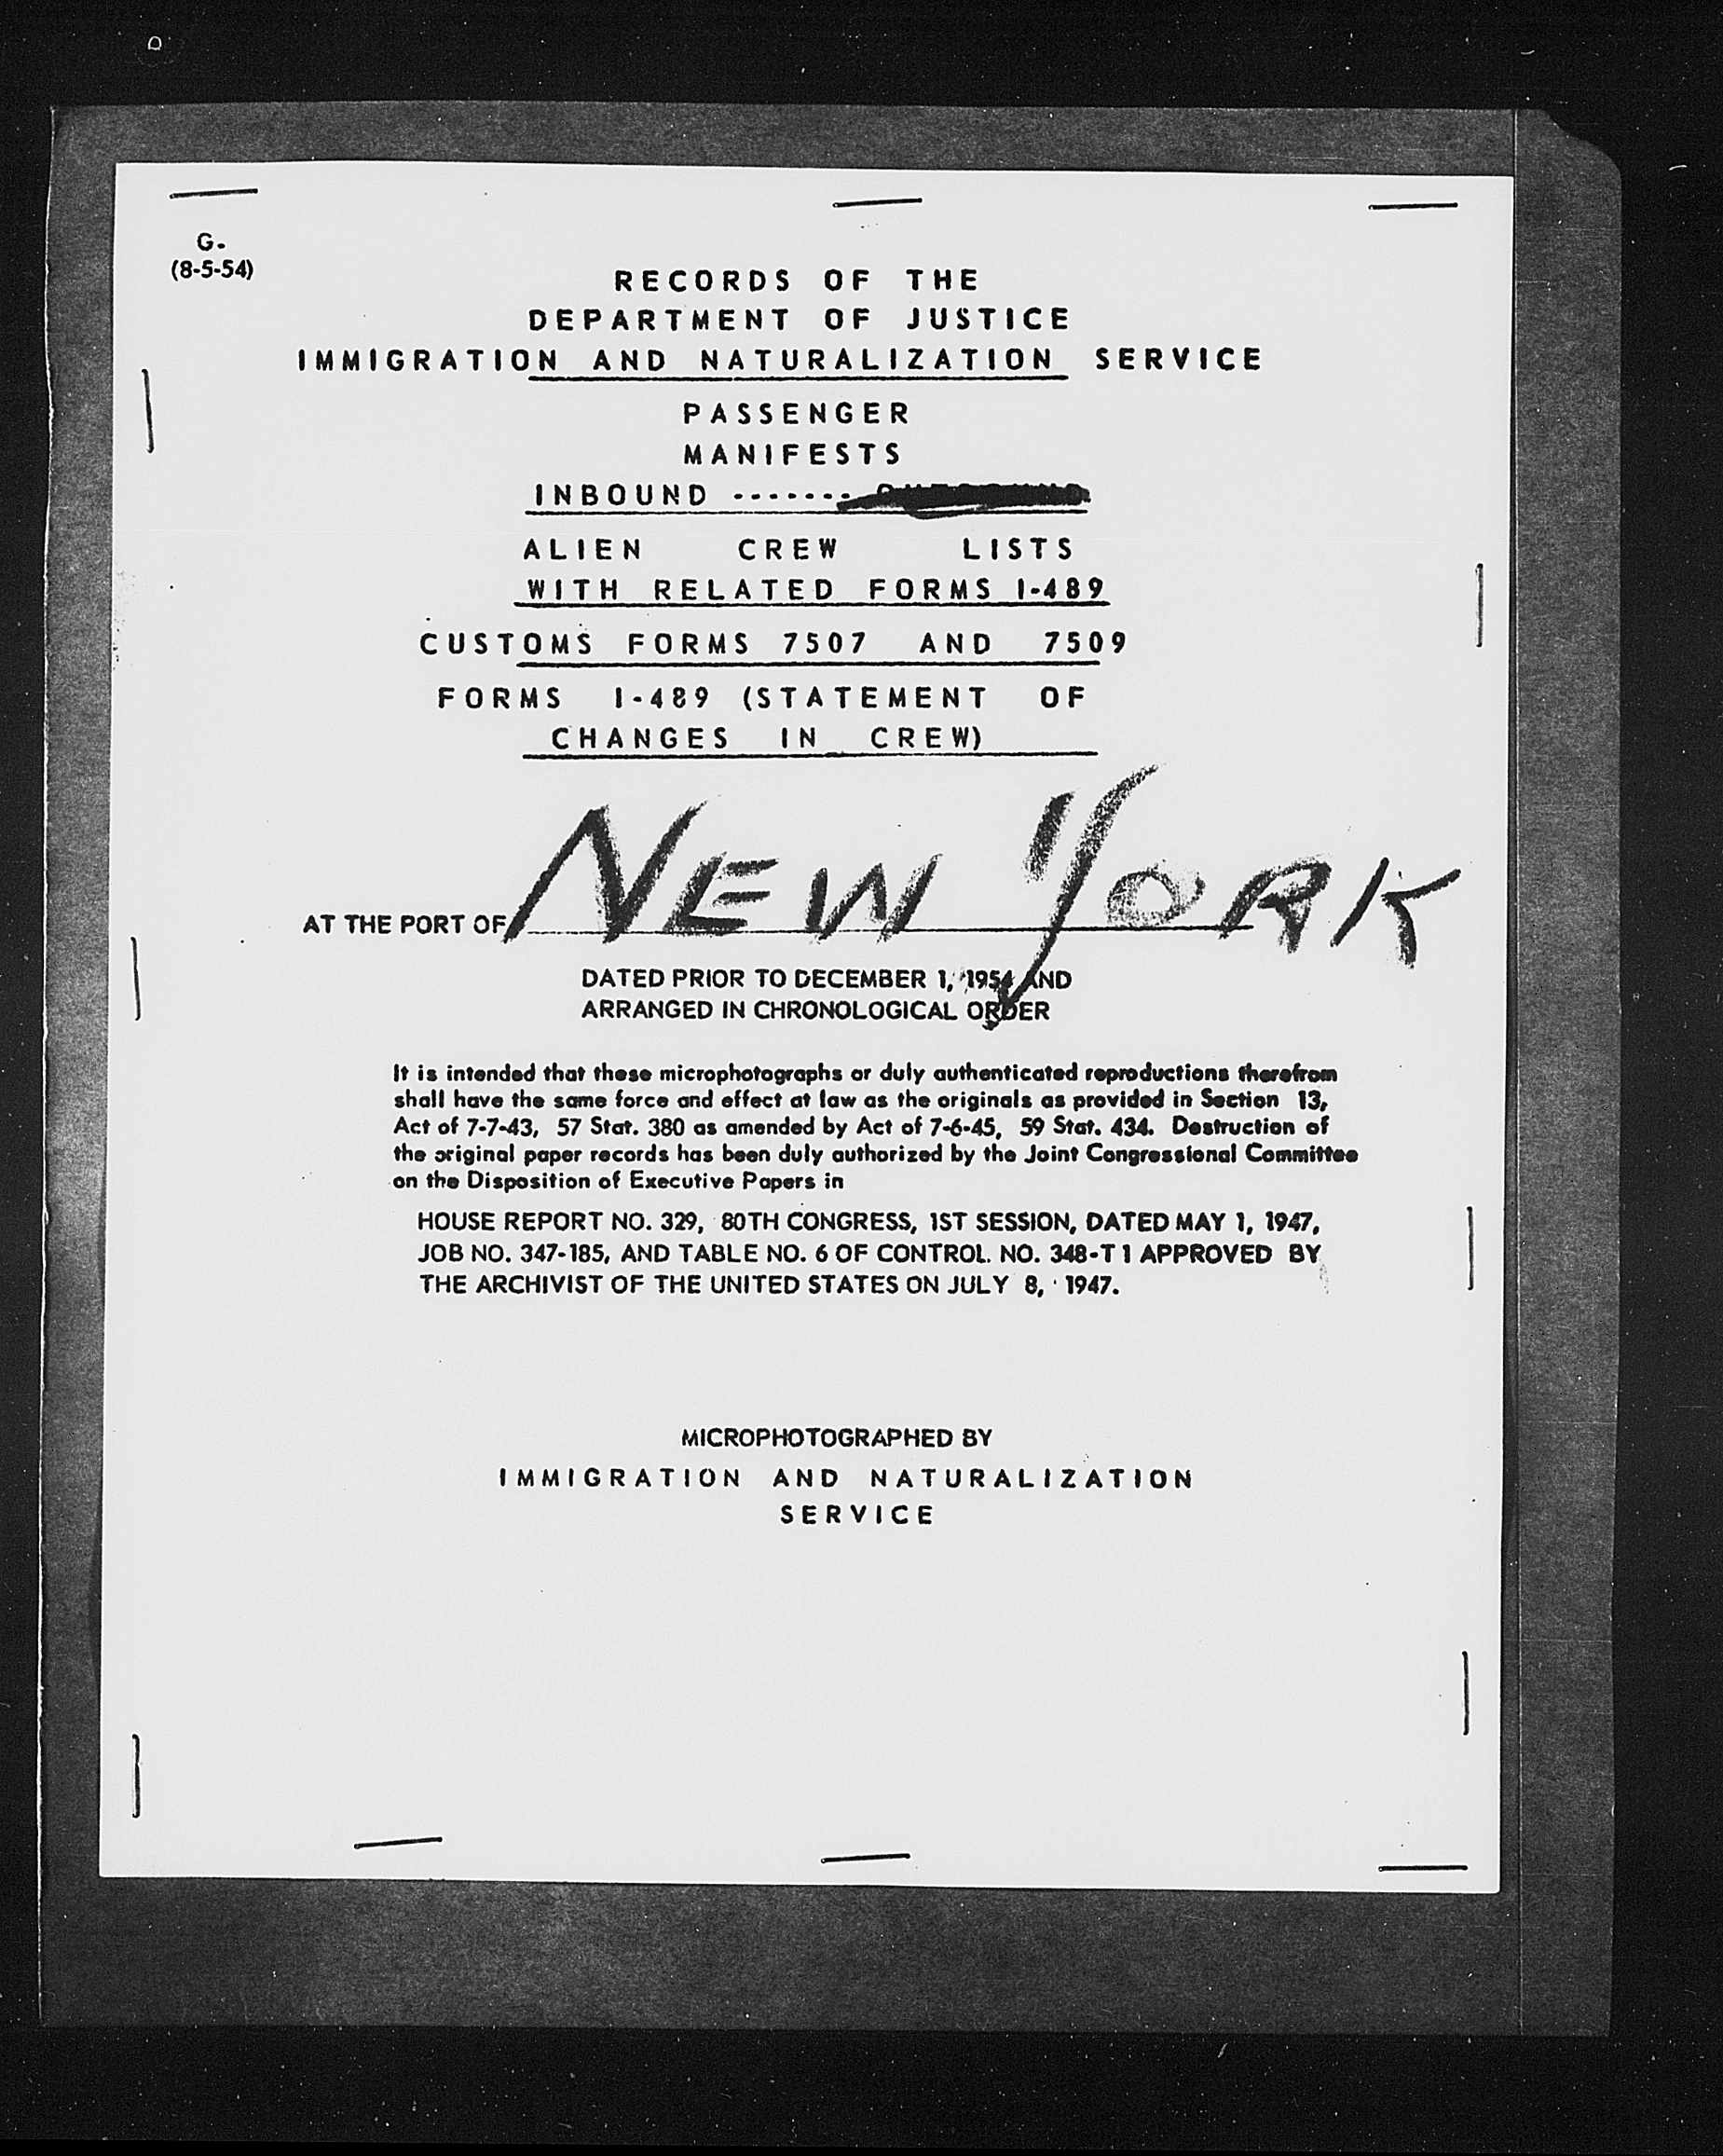 G.
(8-5-54)
RECORDS OF THE
DEPARTMENT OF JUSTICE
IMMIGRATION AND NATURALIZATION SERVICE
PASSENGER
MANIFESTS
INBOUND -------
ALIEN CREW LISTS
WITH RELATED FORMS I-489
CUSTOMS FORMS 7507 AND 7509
FORMS I-489 (STATEMENT OF
CHANGES IN CREW)
AT THE PORT OF NEW YORK
DATED PRIOR TO DECEMBER 1, 1954 AND
ARRANGED IN CHRONOLOGICAL ORDER
It is intended that these microphotographs or duly authenticated reproductions therefrom
shall have the same force and effect at law as the originals as provided in Section 13,
Act of 7-7-43, 57 Stat. 380 as amended by Act of 7-6-45, 59 Stat. 434. Destruction of
the original paper records has been duly authorized by the Joint Congressional Committee
on the Disposition of Executive Papers in
HOUSE REPORT NO. 329, 80TH CONGRESS, 1ST SESSION, DATED MAY 1, 1947,
JOB NO. 347-185, AND TABLE NO. 6 OF CONTROL. NO. 348-T1 APPROVED BY
THE ARCHIVIST OF THE UNITED STATES ON JULY 8, 1947.
MICROPHOTOGRAPHED BY
IMMIGRATION AND NATURALIZATION
SERVICE